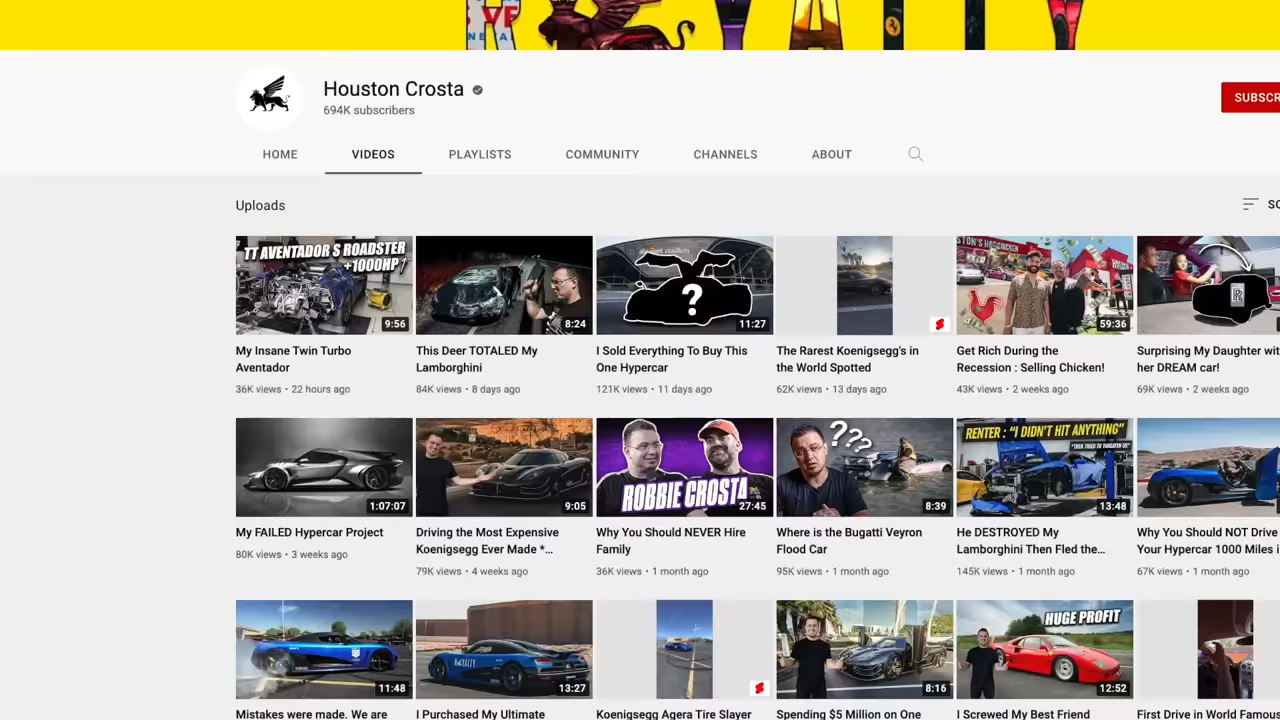 Houston Crosta
694K subscribers
SUBSCR
HOME VIDEOS PLAYLISTS COMMUNITY CHANNELS ABOUT
Uploads
SO
TT AVENTADOR S ROADSTER
+1000HP
9:56
8:24
?
11:27
59:36
My Insane Twin Turbo
Aventador
36K views • 22 hours ago
This Deer TOTALED My
Lamborghini
84K views • 8 days ago
I Sold Everything To Buy This
One Hypercar
121K views • 11 days ago
The Rarest Koenigsegg's in
the World Spotted
62K views • 13 days ago
Get Rich During the
Recession : Selling Chicken!
43K views • 2 weeks ago
Surprising My Daughter wit
her DREAM car!
69K views • 2 weeks ago
1:07:07
9:05
ROBBIE CROSTA
27:45
???
8:39
RENTER : "I DIDN'T HIT ANYTHING"
*THEN TRIED TO THREATEN US*
13:48
My FAILED Hypercar Project
80K views • 3 weeks ago
Driving the Most Expensive
Koenigsegg Ever Made *...
79K views • 4 weeks ago
Why You Should NEVER Hire
Family
36K views • 1 month ago
Where is the Bugatti Veyron
Flood Car
95K views • 1 month ago
He DESTROYED My
Lamborghini Then Fled the...
145K views • 1 month ago
Why You Should NOT Drive
Your Hypercar 1000 Miles i
67K views • 1 month ago
11:48
13:27
8:16
HUGE PROFIT
12:52
Mistakes were made. We are
I Purchased My Ultimate
Koenigsegg Agera Tire Slayer
Spending $5 Million on One
I Screwed My Best Friend
First Drive in World Famous